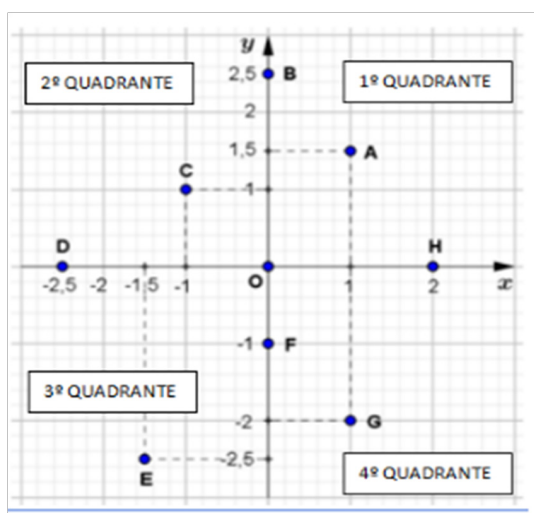 y
2º QUADRANTE
2,5 B
1º QUADRANTE
2
1,5 A
C
1
D
H
-2,5 -2 -1,5 -1 O 1 2 x
-1 F
3º QUADRANTE
-2 G
-2,5
E
4º QUADRANTE